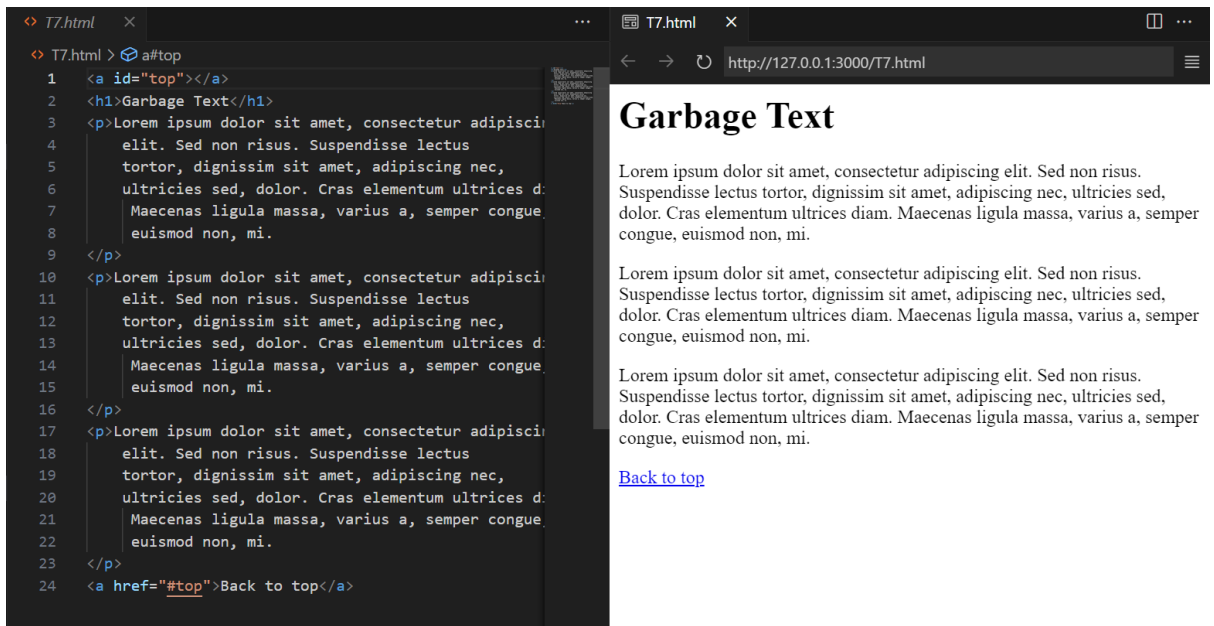 T7.html
T7.html > a#top
1 <a id="top"></a>
2 <h1>Garbage Text</h1>
3 <p>Lorem ipsum dolor sit amet, consectetur adipiscin
4 elit. Sed non risus. Suspendisse lectus
5 tortor, dignissim sit amet, adipiscing nec,
6 ultricies sed, dolor. Cras elementum ultrices di
7 Maecenas ligula massa, varius a, semper congue,
8 euismod non, mi.
9 </p>
10 <p>Lorem ipsum dolor sit amet, consectetur adipiscin
11 elit. Sed non risus. Suspendisse lectus
12 tortor, dignissim sit amet, adipiscing nec,
13 ultricies sed, dolor. Cras elementum ultrices di
14 Maecenas ligula massa, varius a, semper congue,
15 euismod non, mi.
16 </p>
17 <p>Lorem ipsum dolor sit amet, consectetur adipiscin
18 elit. Sed non risus. Suspendisse lectus
19 tortor, dignissim sit amet, adipiscing nec,
20 ultricies sed, dolor. Cras elementum ultrices di
21 Maecenas ligula massa, varius a, semper congue,
22 euismod non, mi.
23 </p>
24 <a href="#top">Back to top</a>
T7.html
http://127.0.0.1:3000/T7.html
Garbage Text
Lorem ipsum dolor sit amet, consectetur adipiscing elit. Sed non risus.
Suspendisse lectus tortor, dignissim sit amet, adipiscing nec, ultricies sed,
dolor. Cras elementum ultrices diam. Maecenas ligula massa, varius a, semper
congue, euismod non, mi.
Lorem ipsum dolor sit amet, consectetur adipiscing elit. Sed non risus.
Suspendisse lectus tortor, dignissim sit amet, adipiscing nec, ultricies sed,
dolor. Cras elementum ultrices diam. Maecenas ligula massa, varius a, semper
congue, euismod non, mi.
Lorem ipsum dolor sit amet, consectetur adipiscing elit. Sed non risus.
Suspendisse lectus tortor, dignissim sit amet, adipiscing nec, ultricies sed,
dolor. Cras elementum ultrices diam. Maecenas ligula massa, varius a, semper
congue, euismod non, mi.
Back to top